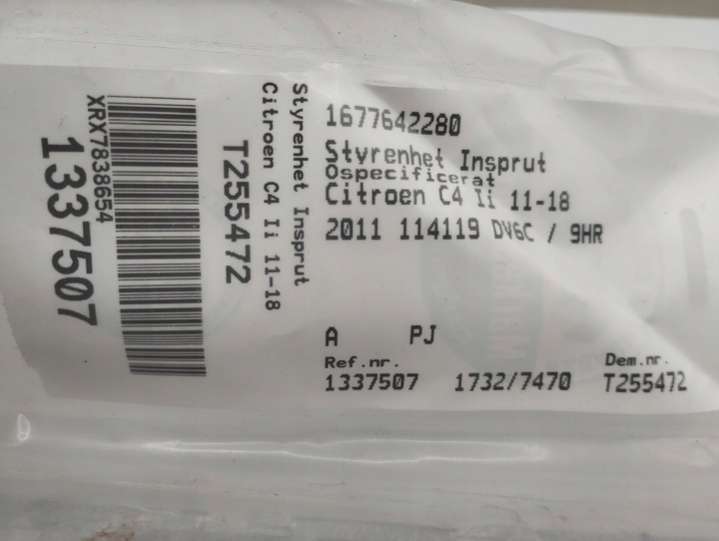 1677642280
Styrenhet Insprut
Ospecificerat
Citroen C4 Ii 11-18
2011 114119 DV6C / 9HR
A PJ
Ref.nr. Dem.nr.
1337507 1732/7470 T255472
Styrenhet Insprut
Citroen C4 Ii 11-18
T255472
XRX7838654
1337507